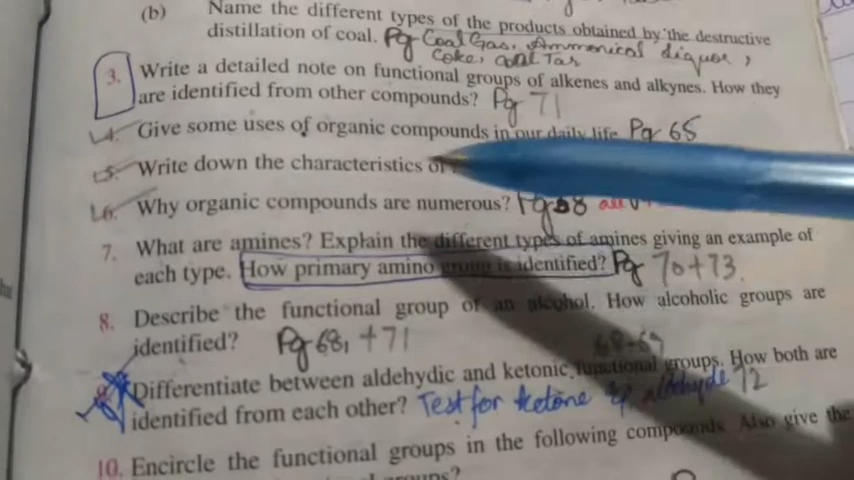 (b) Name the different types of the products obtained by the destructive
distillation of coal. Pg Coal Gas, Ammonical liquor,
Coke, Coal Tar
3. Write a detailed note on functional groups of alkenes and alkynes. How they
are identified from other compounds? Pg 71
4. Give some uses of organic compounds in our daily life. Pg 65
5. Write down the characteristics of
6. Why organic compounds are numerous? Pg
7. What are amines? Explain the different types of amines giving an example of
each type. How primary amino group is identified? Pg 70+73.
8. Describe the functional group of an alcohol. How alcoholic groups are
identified? Pg 68, +71
68-69
9. Differentiate between aldehydic and ketonic functional groups. How both are
identified from each other? Test for ketone & aldehyde 72
10. Encircle the functional groups in the following compounds. Also give the
groups?